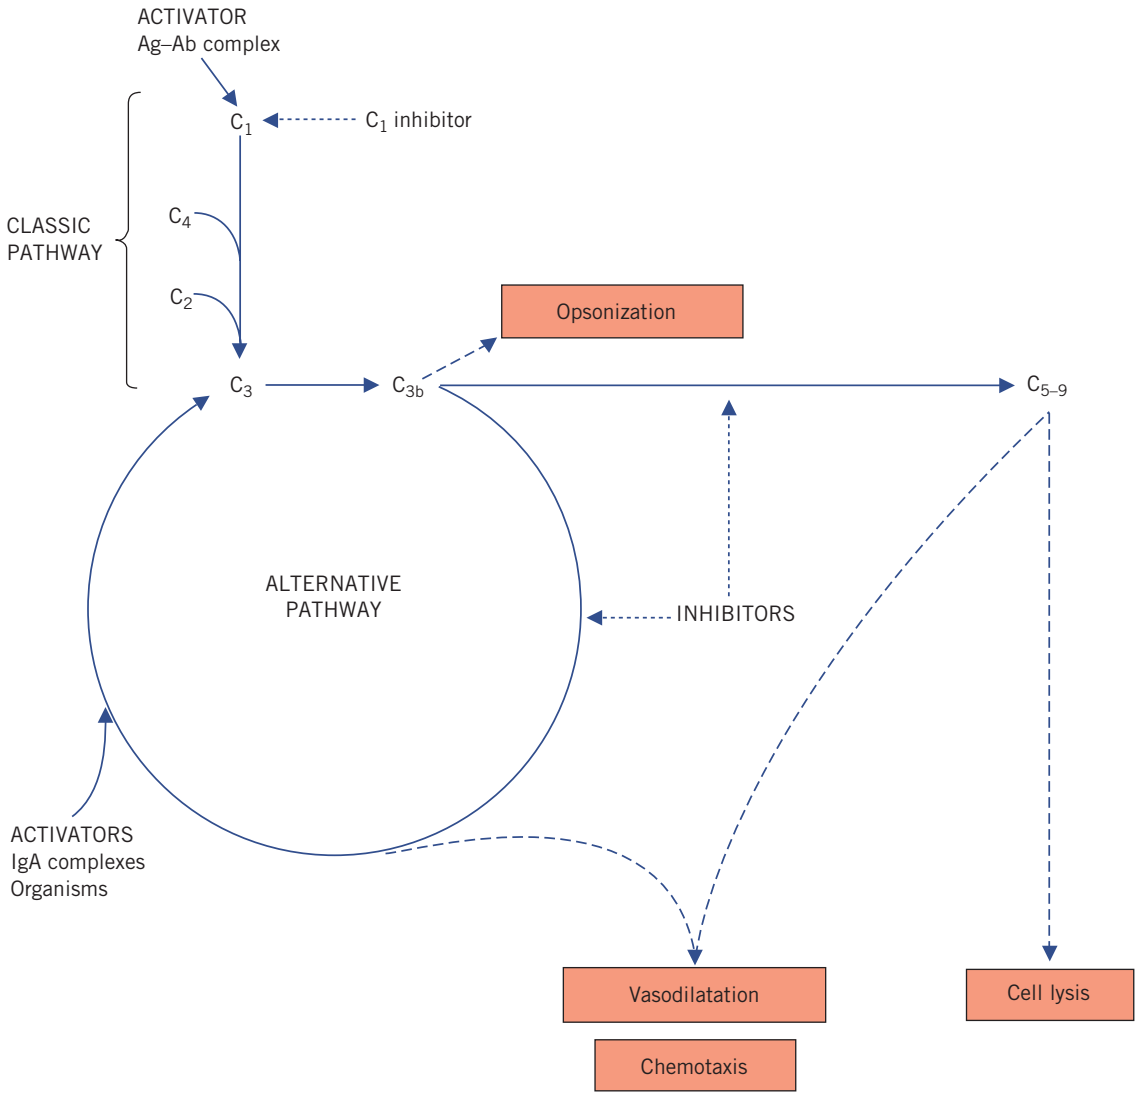 ACTIVATOR
Ag–Ab complex
C1
C1 inhibitor
C4
CLASSIC
PATHWAY
C2
Opsonization
C3
C3b
C5–9
ALTERNATIVE
PATHWAY
INHIBITORS
ACTIVATORS
IgA complexes
Organisms
Vasodilatation
Cell lysis
Chemotaxis